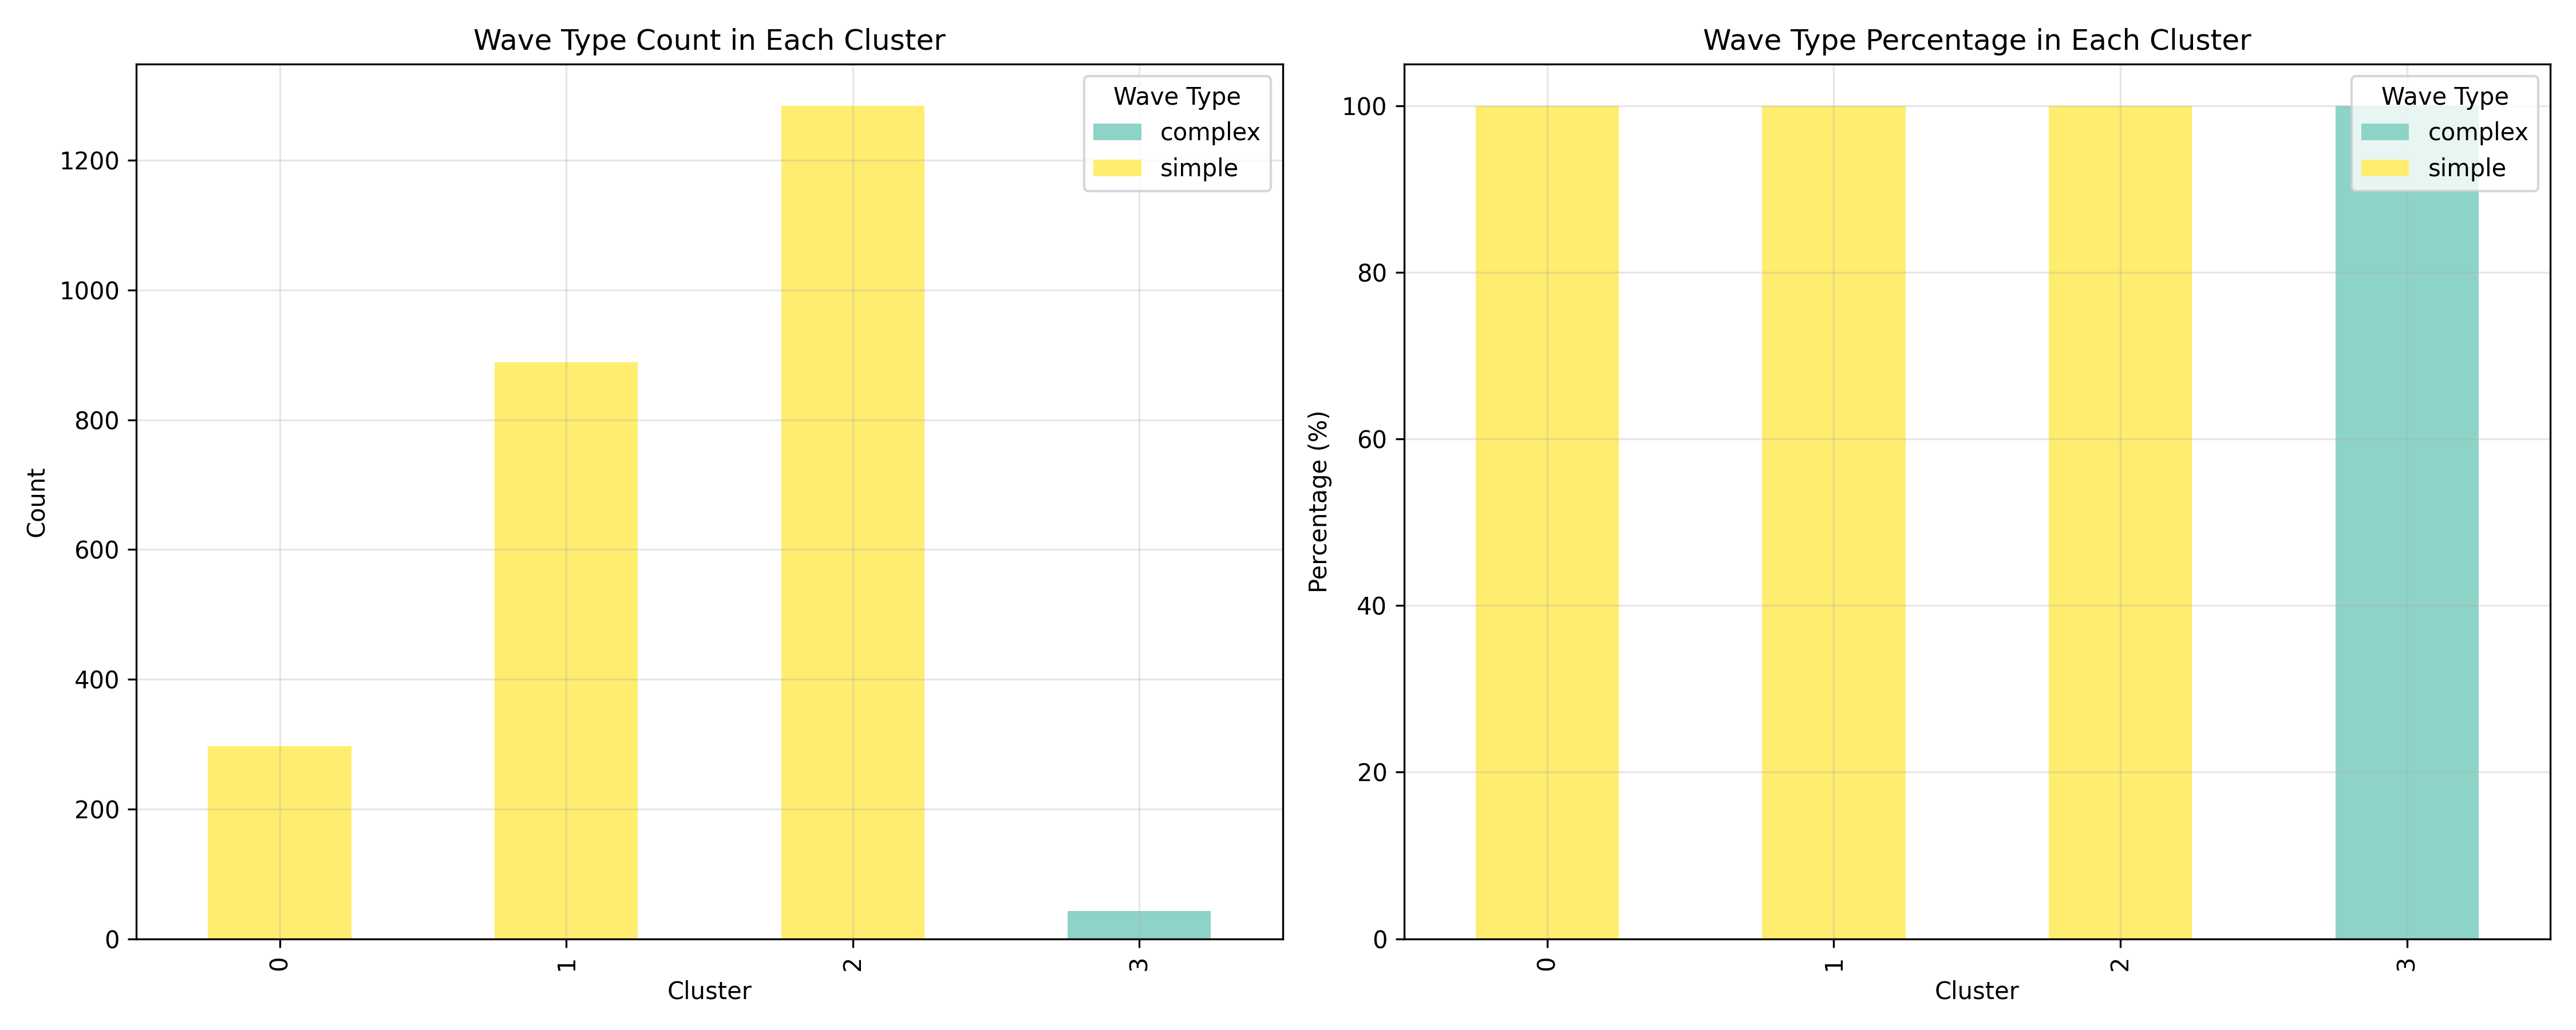 Wave Type Count in Each Cluster
Wave Type
complex
simple
1200
1000
800
600
400
200
0
Count
0
1
2
3
Cluster
Wave Type Percentage in Each Cluster
Wave Type
complex
simple
100
80
60
40
20
0
Percentage (%)
0
1
2
3
Cluster